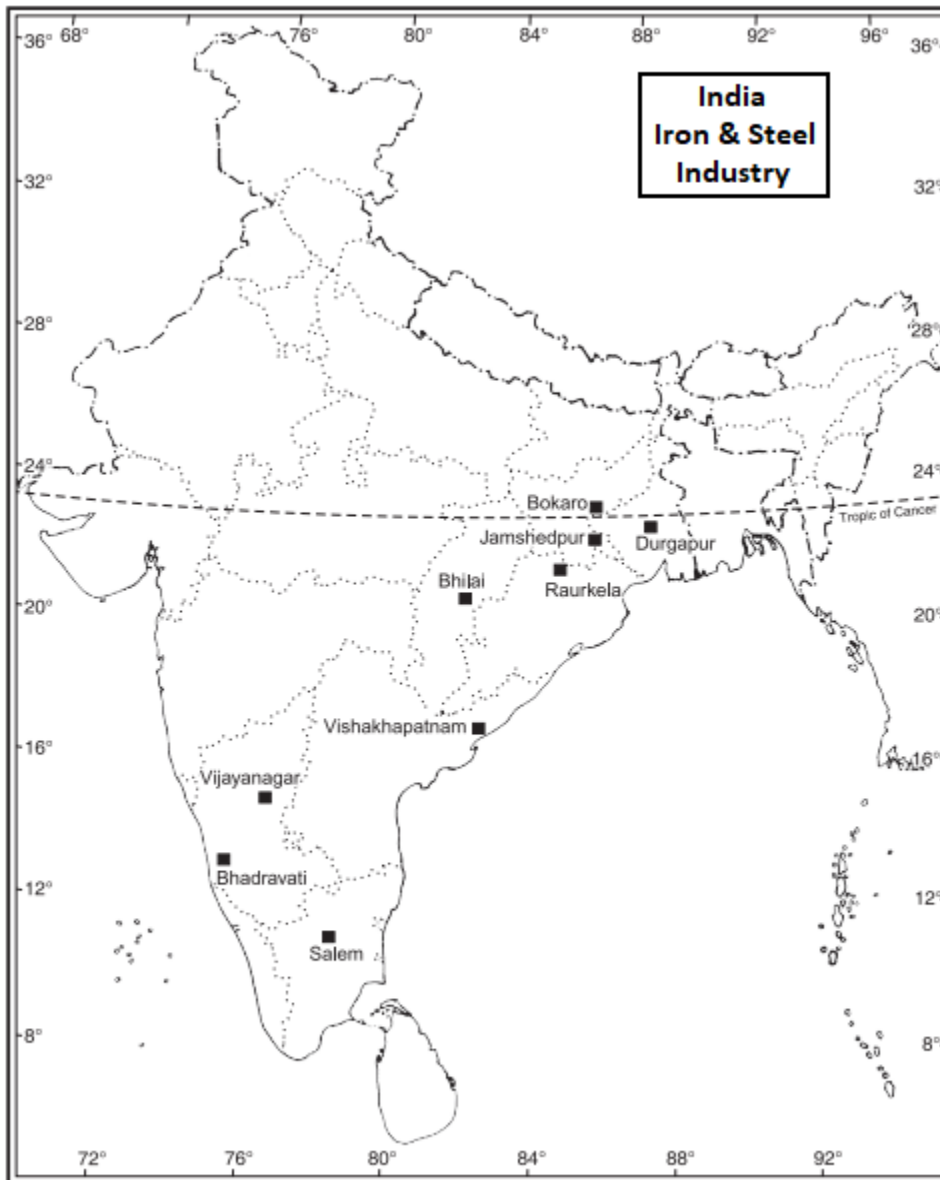 68° 76° 80° 84° 88° 92° 96°
36° 36°
India
Iron & Steel
Industry
32° 32°
28° 28°
24° 24°
Bokaro
Tropic of Cancer
Jamshedpur Durgapur
Bhilai Raurkela
20° 20°
Vishakhapatnam
16° 16°
Vijayanagar
Bhadravati
12° 12°
Salem
8° 8°
72° 76° 80° 84° 88° 92°